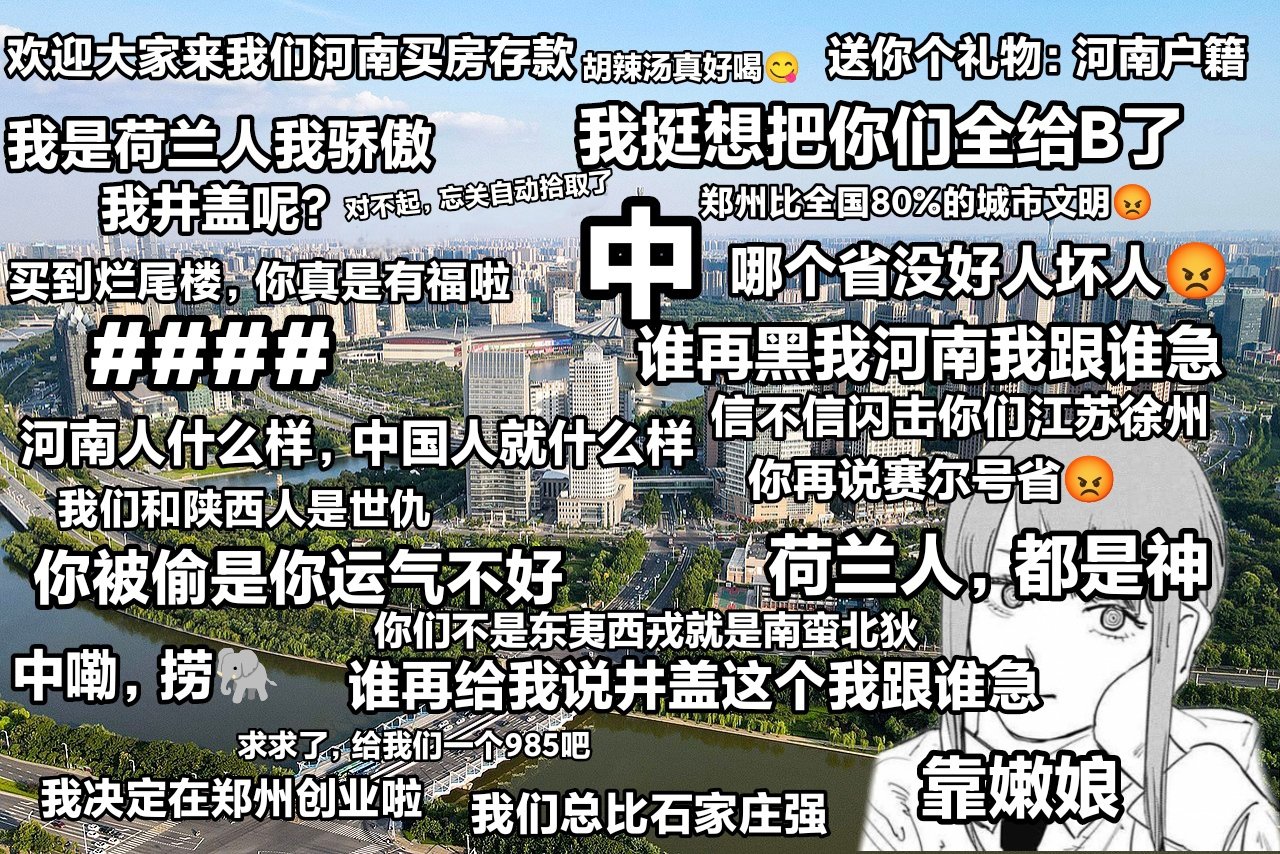 欢迎大家来我们河南买房存款
胡辣汤真好喝😋
送你个礼物：河南户籍
我是荷兰人我骄傲
我挺想把你们全给B了
我井盖呢？
对不起，忘关自动拾取了
中
郑州比全国80%的城市文明😡
买到烂尾楼，你真是有福啦
哪个省没好人坏人😡
####
谁再黑我河南我跟谁急
河南人什么样，中国人就什么样
信不信闪击你们江苏徐州
我们和陕西人是世仇
你再说赛尔号省😡
你被偷是你运气不好
荷兰人，都是神
你们不是东夷西戎就是南蛮北狄
中嘞，捞🐘
谁再给我说井盖这个我跟谁急
求求了，给我们一个985吧
我决定在郑州创业啦
我们总比石家庄强
靠嫩娘